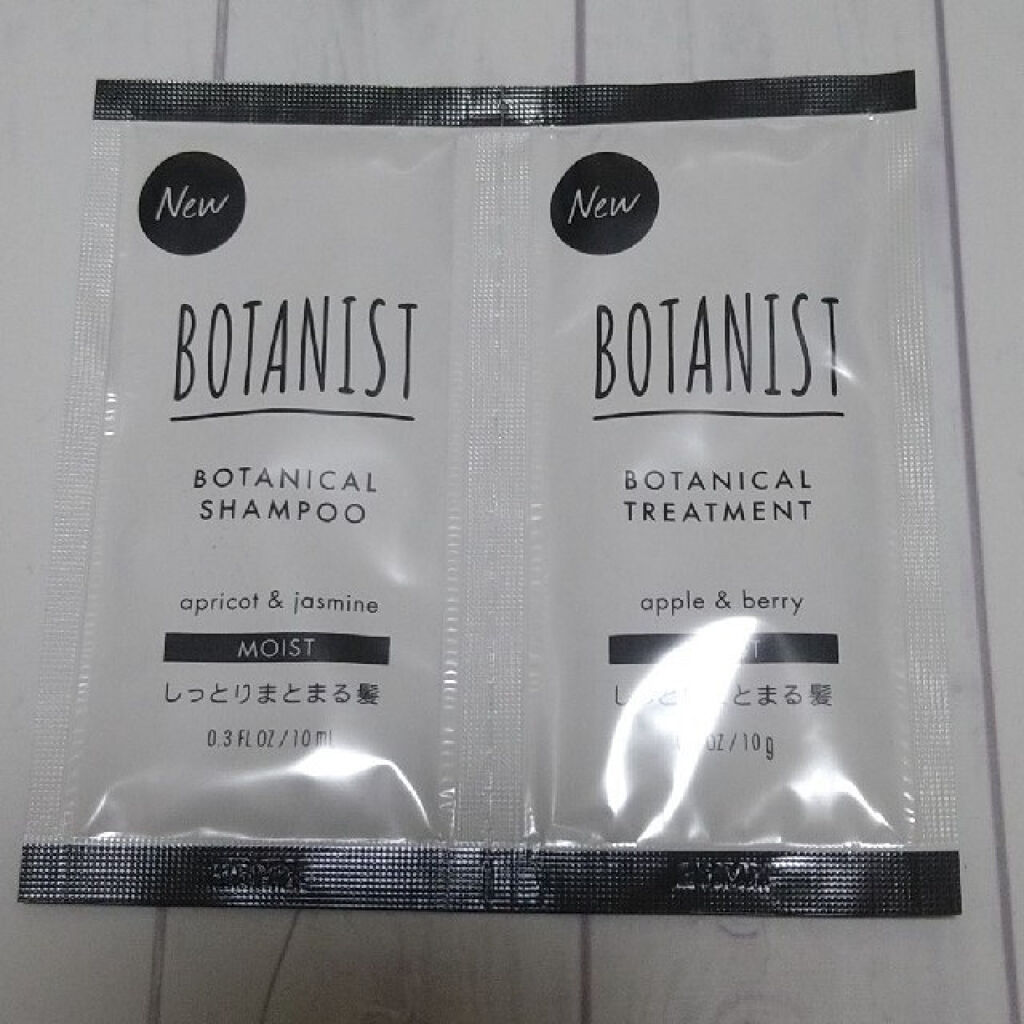 New
BOTANIST
BOTANICAL
SHAMPOO
apricot & jasmine
MOIST
しっとりまとまる髪
0.3 FL OZ / 10 ml
New
BOTANIST
BOTANICAL
TREATMENT
apple & berry
とまる髪
OZ / 10 g